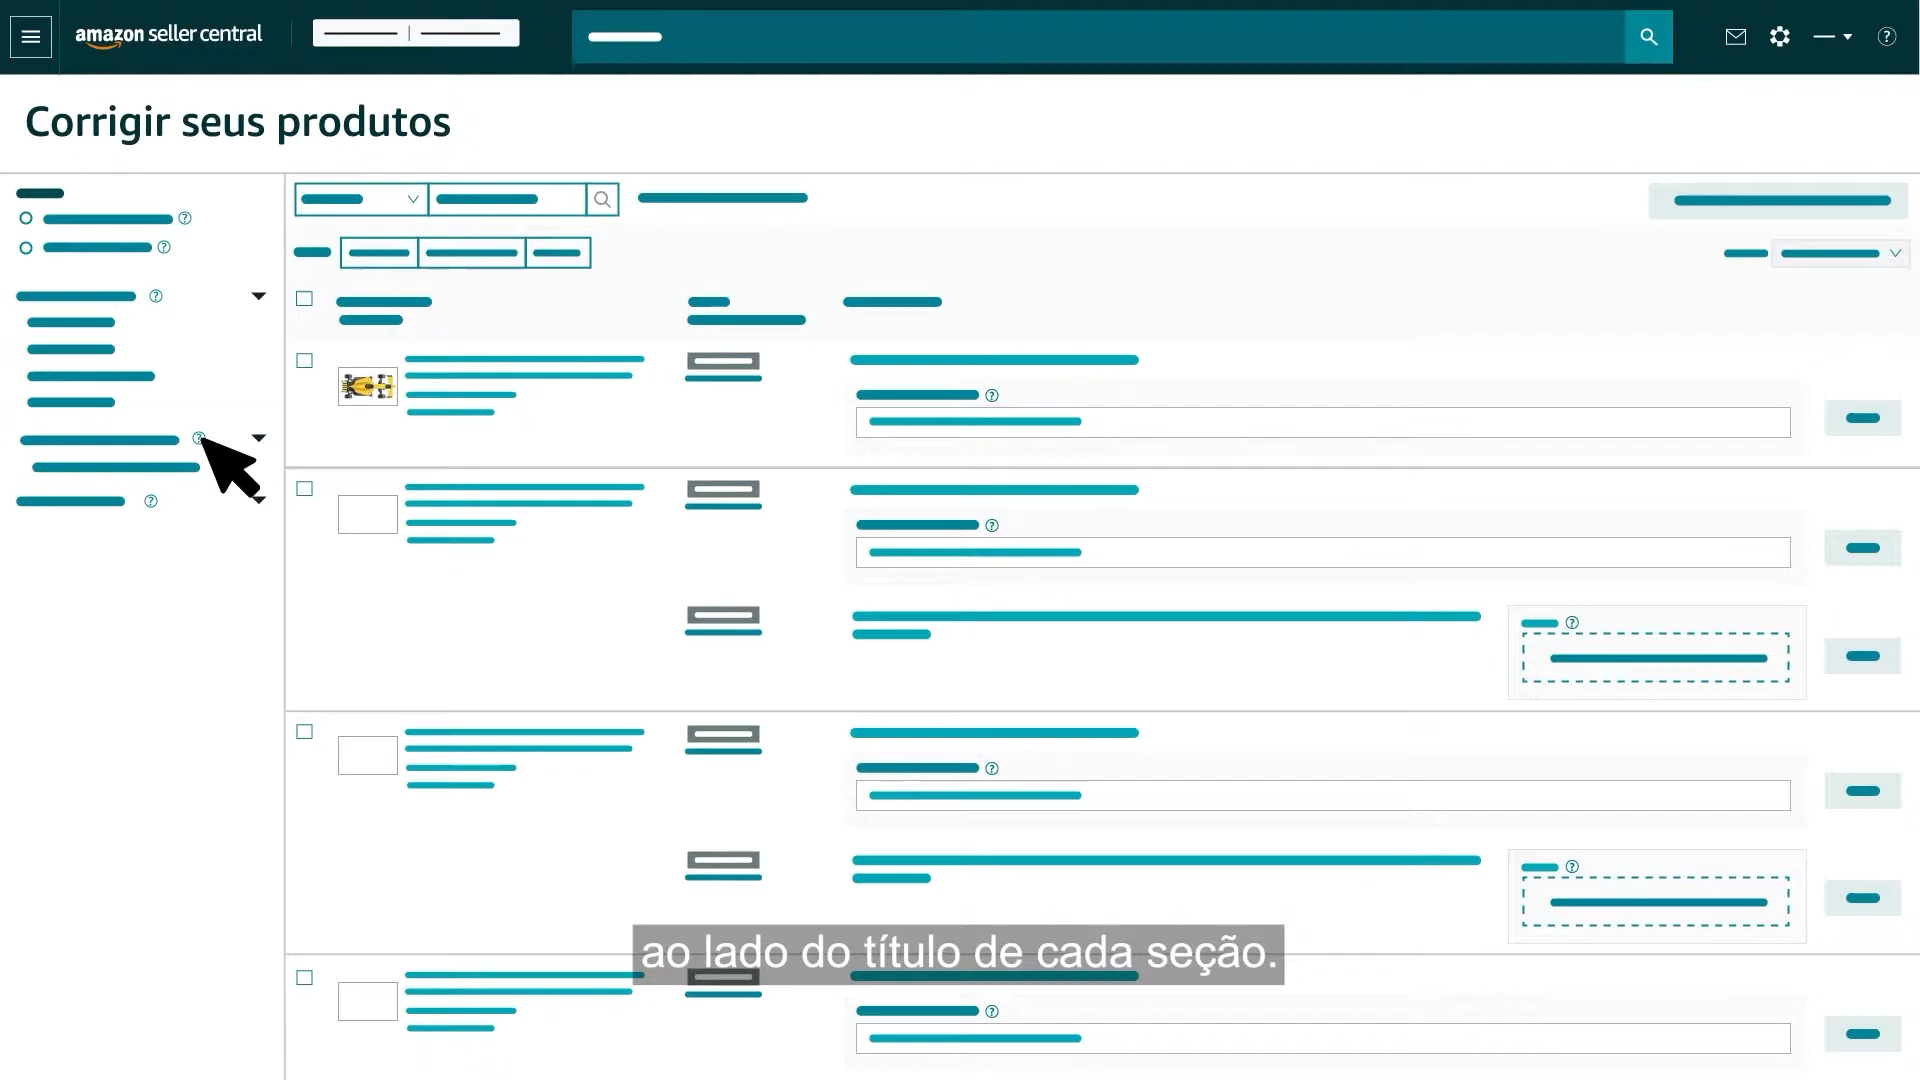 amazon seller central
Corrigir seus produtos
ao lado do título de cada seção.